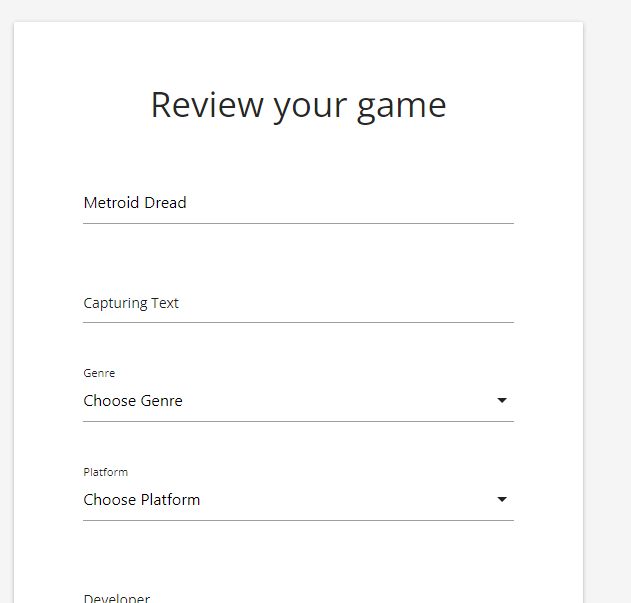 Review your game
Metroid Dread
Capturing Text
Genre
Choose Genre
Platform
Choose Platform
Developer